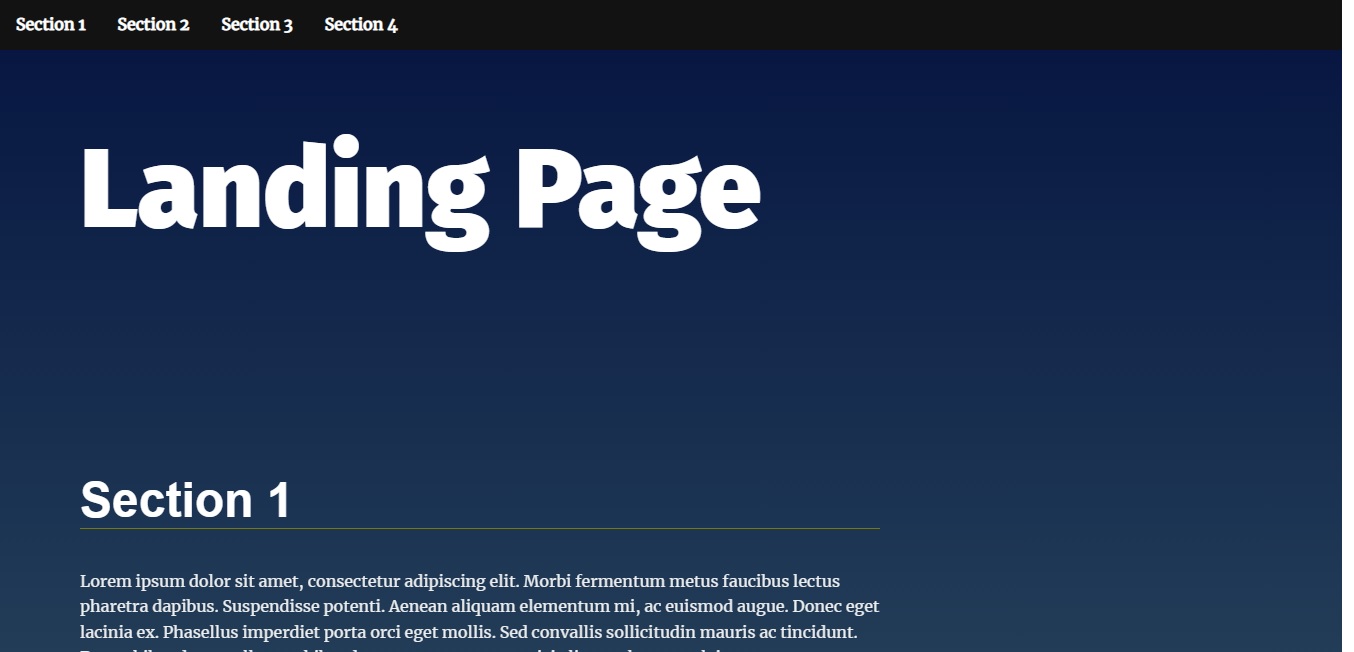 Section 1 Section 2 Section 3 Section 4
Landing Page
Section 1
Lorem ipsum dolor sit amet, consectetur adipiscing elit. Morbi fermentum metus faucibus lectus
pharetra dapibus. Suspendisse potenti. Aenean aliquam elementum mi, ac euismod augue. Donec eget
lacinia ex. Phasellus imperdiet porta orci eget mollis. Sed convallis sollicitudin mauris ac tincidunt.